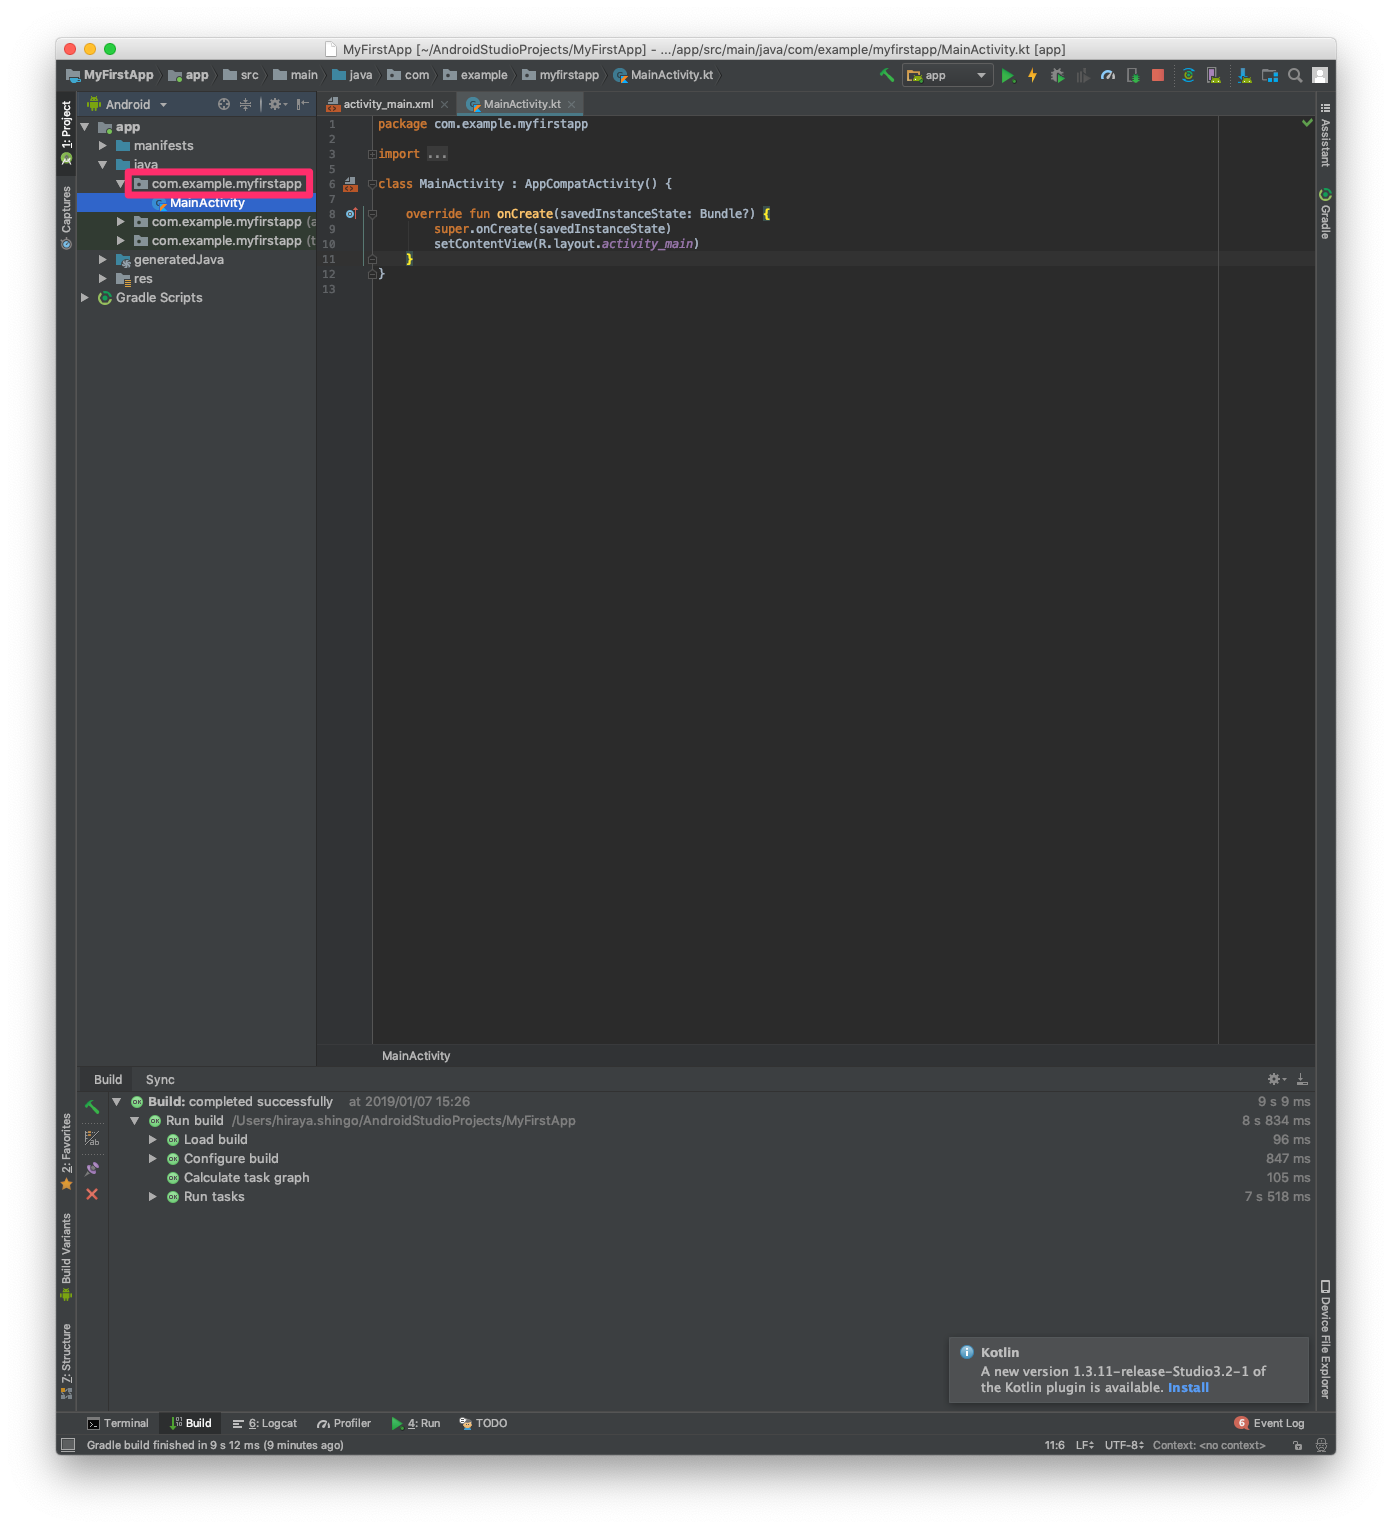 MyFirstApp [~/AndroidStudioProjects/MyFirstApp] - .../app/src/main/java/com/example/myfirstapp/MainActivity.kt [app]
MyFirstApp app src main java com example myfirstapp MainActivity.kt app
1: Project
Captures
2: Favorites
Build Variants
7: Structure
Android
app
manifests
java
com.example.myfirstapp
MainActivity
com.example.myfirstapp (a
com.example.myfirstapp (t
generatedJava
res
Gradle Scripts
activity_main.xml MainActivity.kt
1 package com.example.myfirstapp
2
3 import ...
5
6 class MainActivity : AppCompatActivity() {
7
8 override fun onCreate(savedInstanceState: Bundle?) {
9 super.onCreate(savedInstanceState)
10 setContentView(R.layout.activity_main)
11 }
12 }
13
MainActivity
Assistant
Gradle
Device File Explorer
Build Sync
Build: completed successfully at 2019/01/07 15:26 9 s 9 ms
Run build /Users/hiraya.shingo/AndroidStudioProjects/MyFirstApp 8 s 834 ms
Load build 96 ms
Configure build 847 ms
Calculate task graph 105 ms
Run tasks 7 s 518 ms
Kotlin
A new version 1.3.11-release-Studio3.2-1 of
the Kotlin plugin is available. Install
Terminal Build 6: Logcat Profiler 4: Run TODO 6 Event Log
Gradle build finished in 9 s 12 ms (9 minutes ago) 11:6 LF UTF-8 Context: <no context>